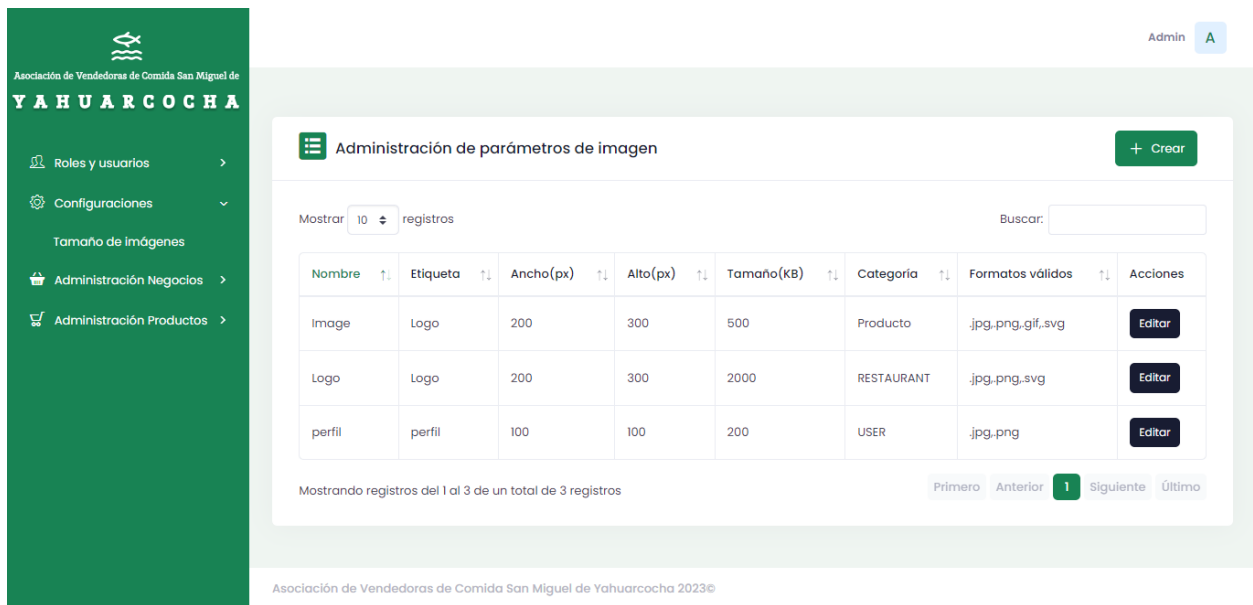 Asociación de Vendedoras de Comida San Miguel de
YAHUARCOCHA
Roles y usuarios
Configuraciones
Tamaño de imágenes
Administración Negocios
Administración Productos
Admin A
Administración de parámetros de imagen
+ Crear
Mostrar 10 registros
Buscar:
Nombre Etiqueta Ancho(px) Alto(px) Tamaño(KB) Categoría Formatos válidos Acciones
Image Logo 200 300 500 Producto .jpg,.png,.gif,.svg Editar
Logo Logo 200 300 2000 RESTAURANT .jpg,.png,.svg Editar
perfil perfil 100 100 200 USER .jpg,.png Editar
Mostrando registros del 1 al 3 de un total de 3 registros
Primero Anterior 1 Siguiente Último
Asociación de Vendedoras de Comida San Miguel de Yahuarcocha 2023©